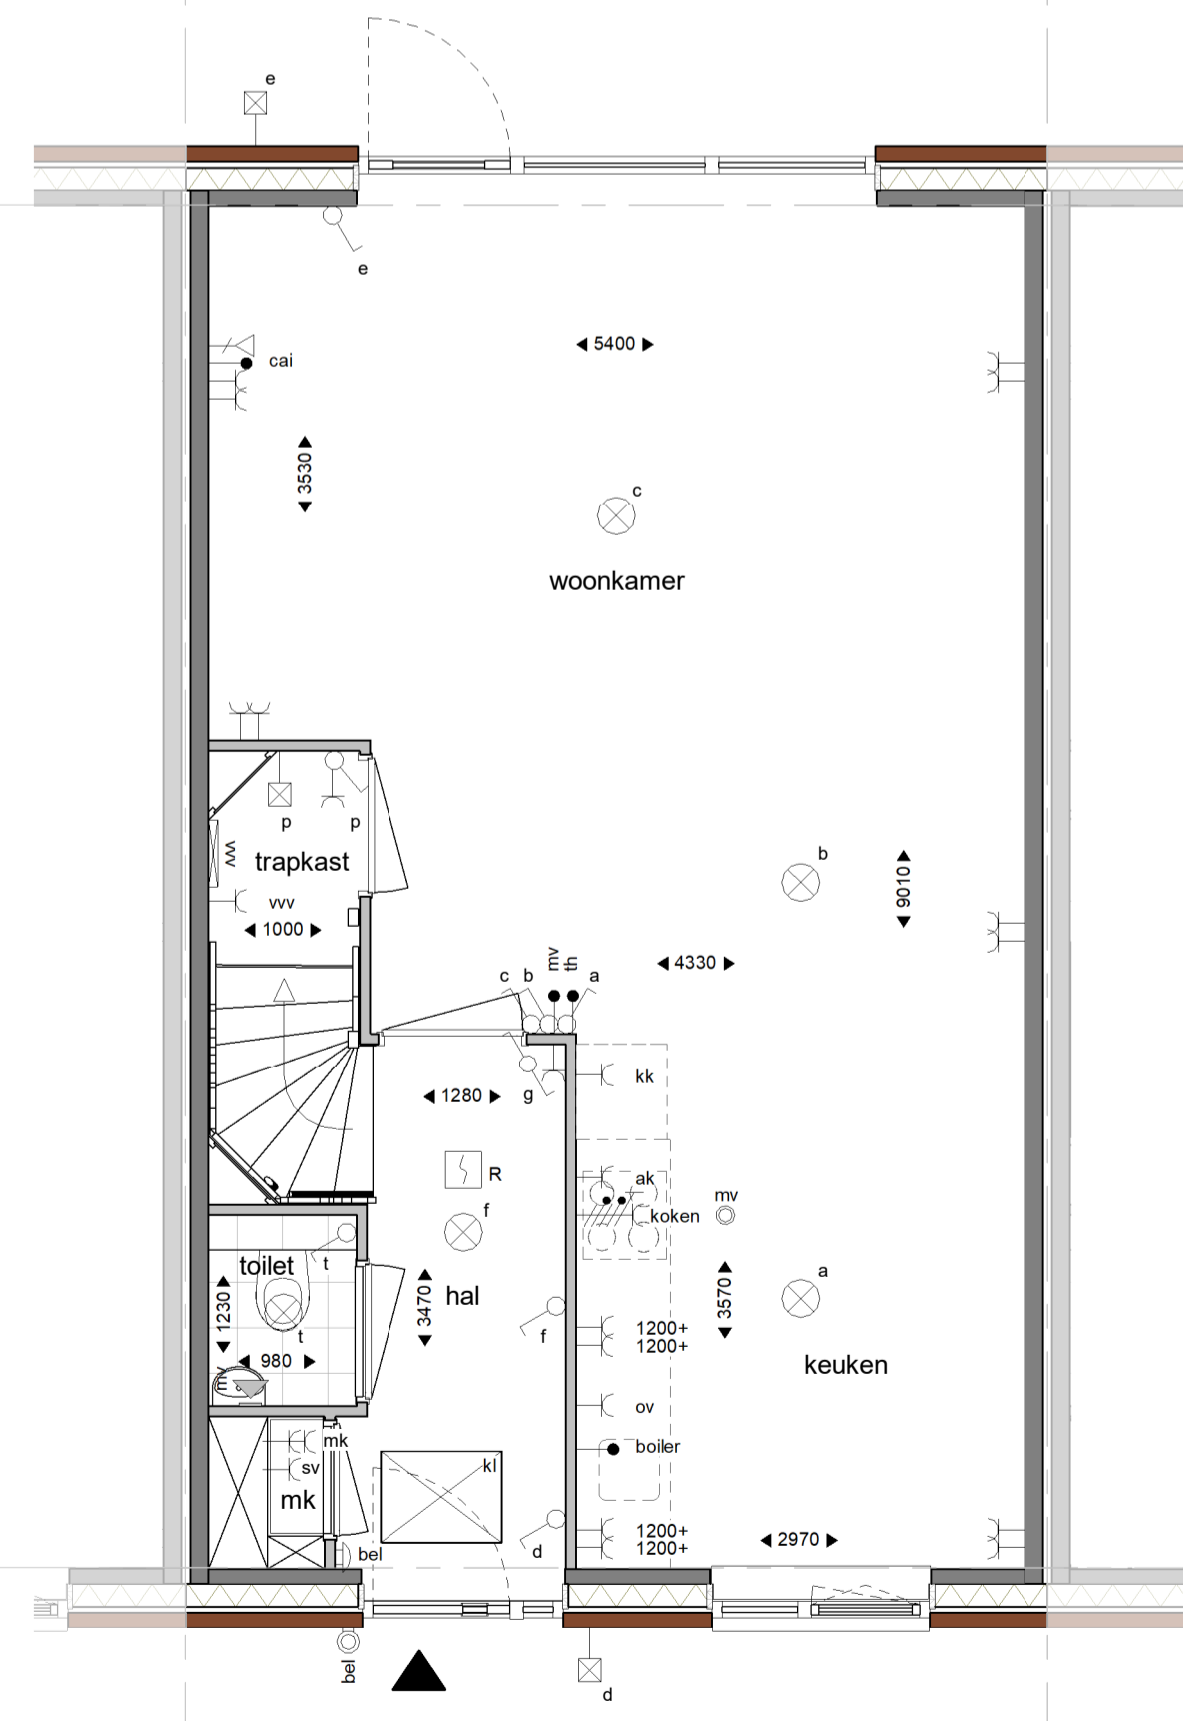 e
e
5400
cai
3530
c
woonkamer
p
p
b
vvv
trapkast
9010
vvv
1000
4330
mv
th
c
b
a
kk
1280
g
R
ak
mv
f
koken
toilet
t
a
1230
3470
hal
3570
t
f
1200+
1200+
980
keuken
ov
mk
boiler
sv
kl
mk
1200+
1200+
2970
d
bel
bel
d